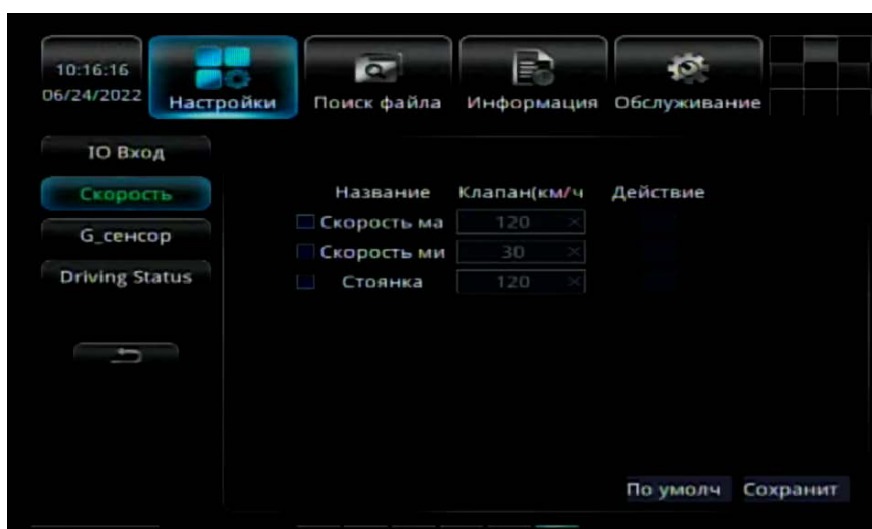 10:16:16
06/24/2022
Настройки
Поиск файла
Информация
Обслуживание
IO Вход
Скорость
G_сенсор
Driving Status
Название Клапан(км/ч Действие
Скорость ма 120 ×
Скорость ми 30 ×
Стоянка 120 ×
По умолч Сохранит